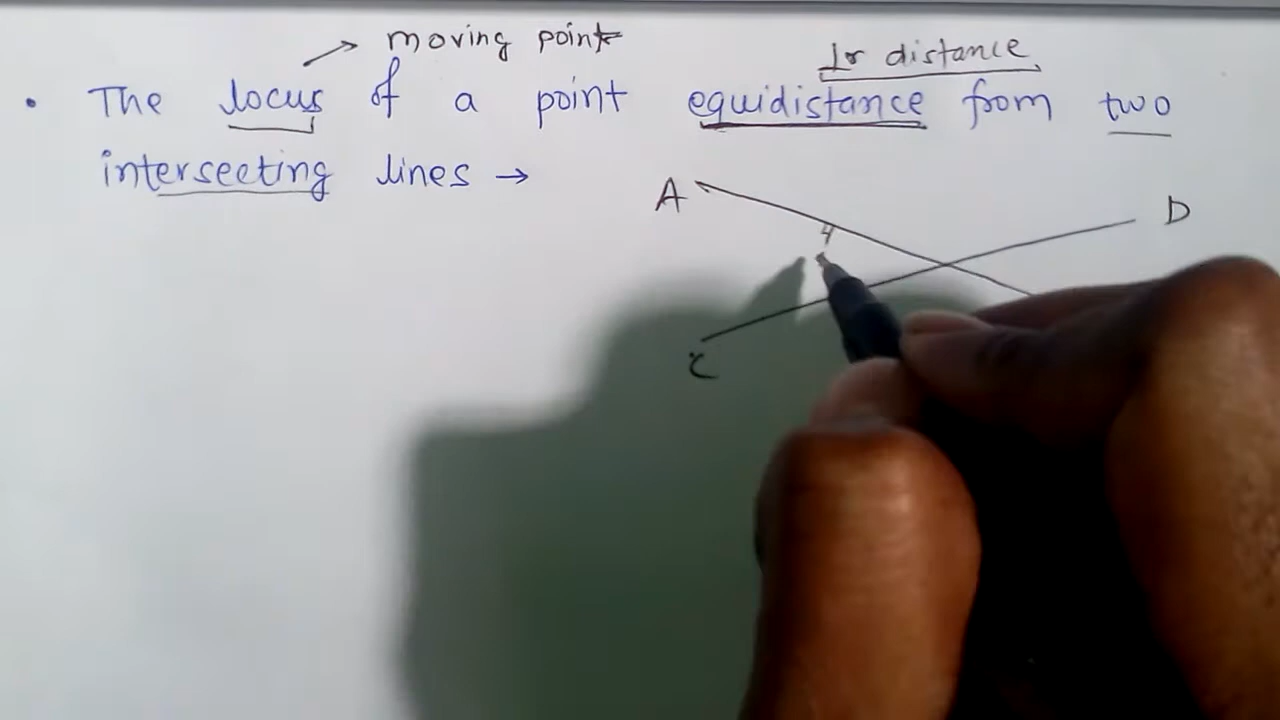 moving point
⊥r distance
• The locus of a point equidistance from two
intersecting lines →
A
D
C